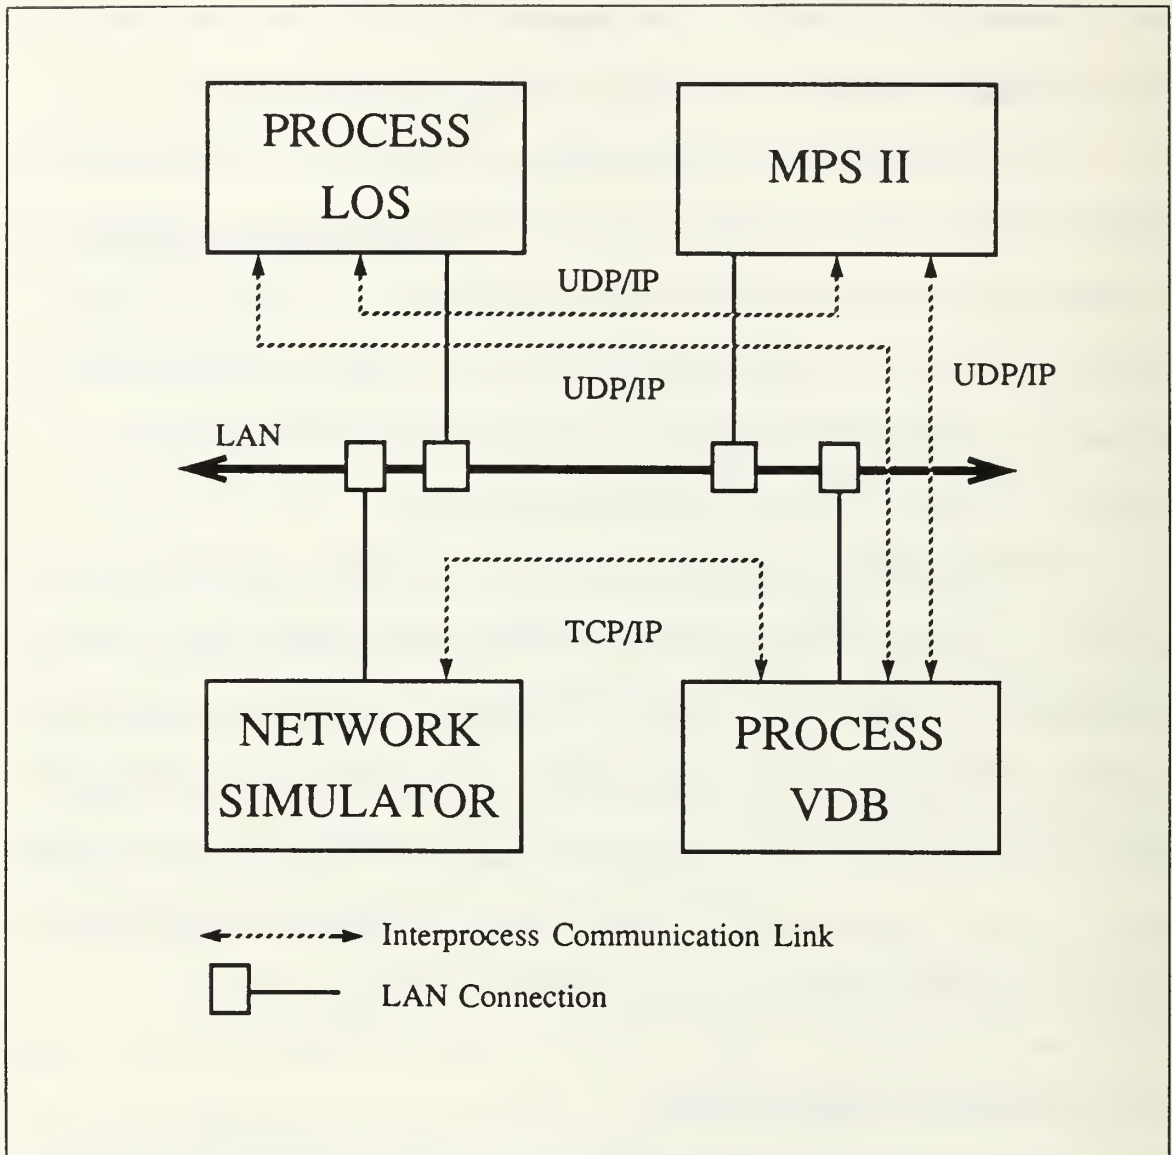 PROCESS
LOS
MPS II
UDP/IP
UDP/IP
UDP/IP
LAN
TCP/IP
NETWORK
SIMULATOR
PROCESS
VDB
Interprocess Communication Link
LAN Connection